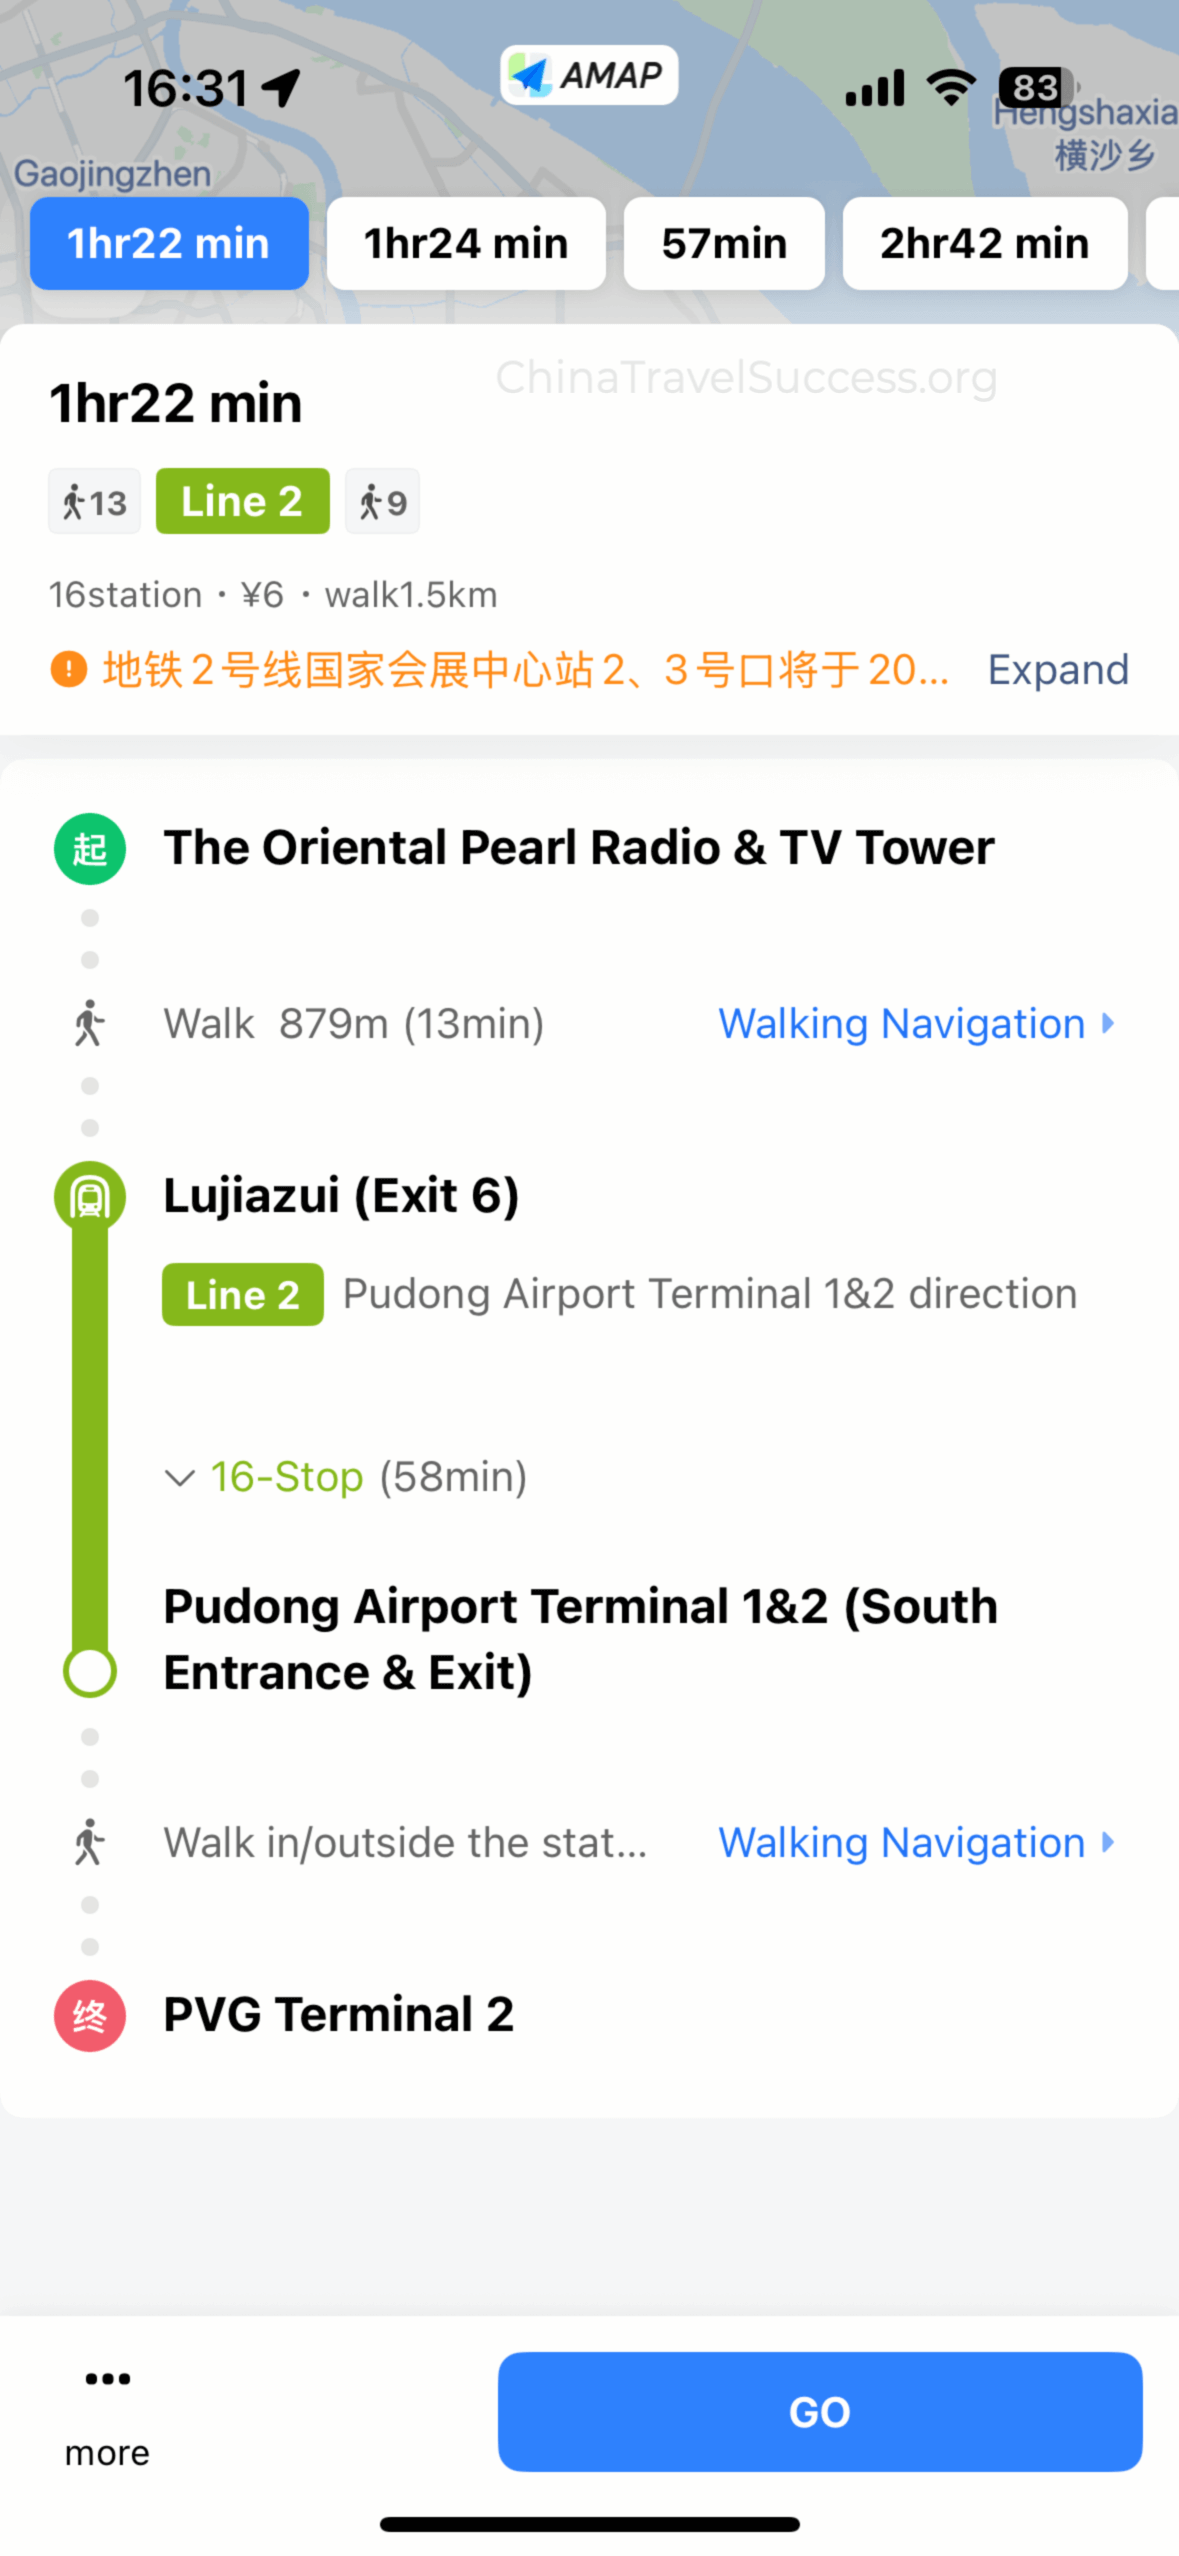 16:31
AMAP
83
Hengshaxia
横沙乡
Gaojingzhen
1hr22 min
1hr24 min
57min
2hr42 min
ChinaTravelSuccess.org
1hr22 min
13
Line 2
9
16station · ¥6 · walk1.5km
地铁2号线国家会展中心站2、3号口将于20... Expand
起 The Oriental Pearl Radio & TV Tower
Walk 879m (13min) Walking Navigation
Lujiazui (Exit 6)
Line 2 Pudong Airport Terminal 1&2 direction
16-Stop (58min)
Pudong Airport Terminal 1&2 (South
Entrance & Exit)
Walk in/outside the stat... Walking Navigation
终 PVG Terminal 2
more
GO